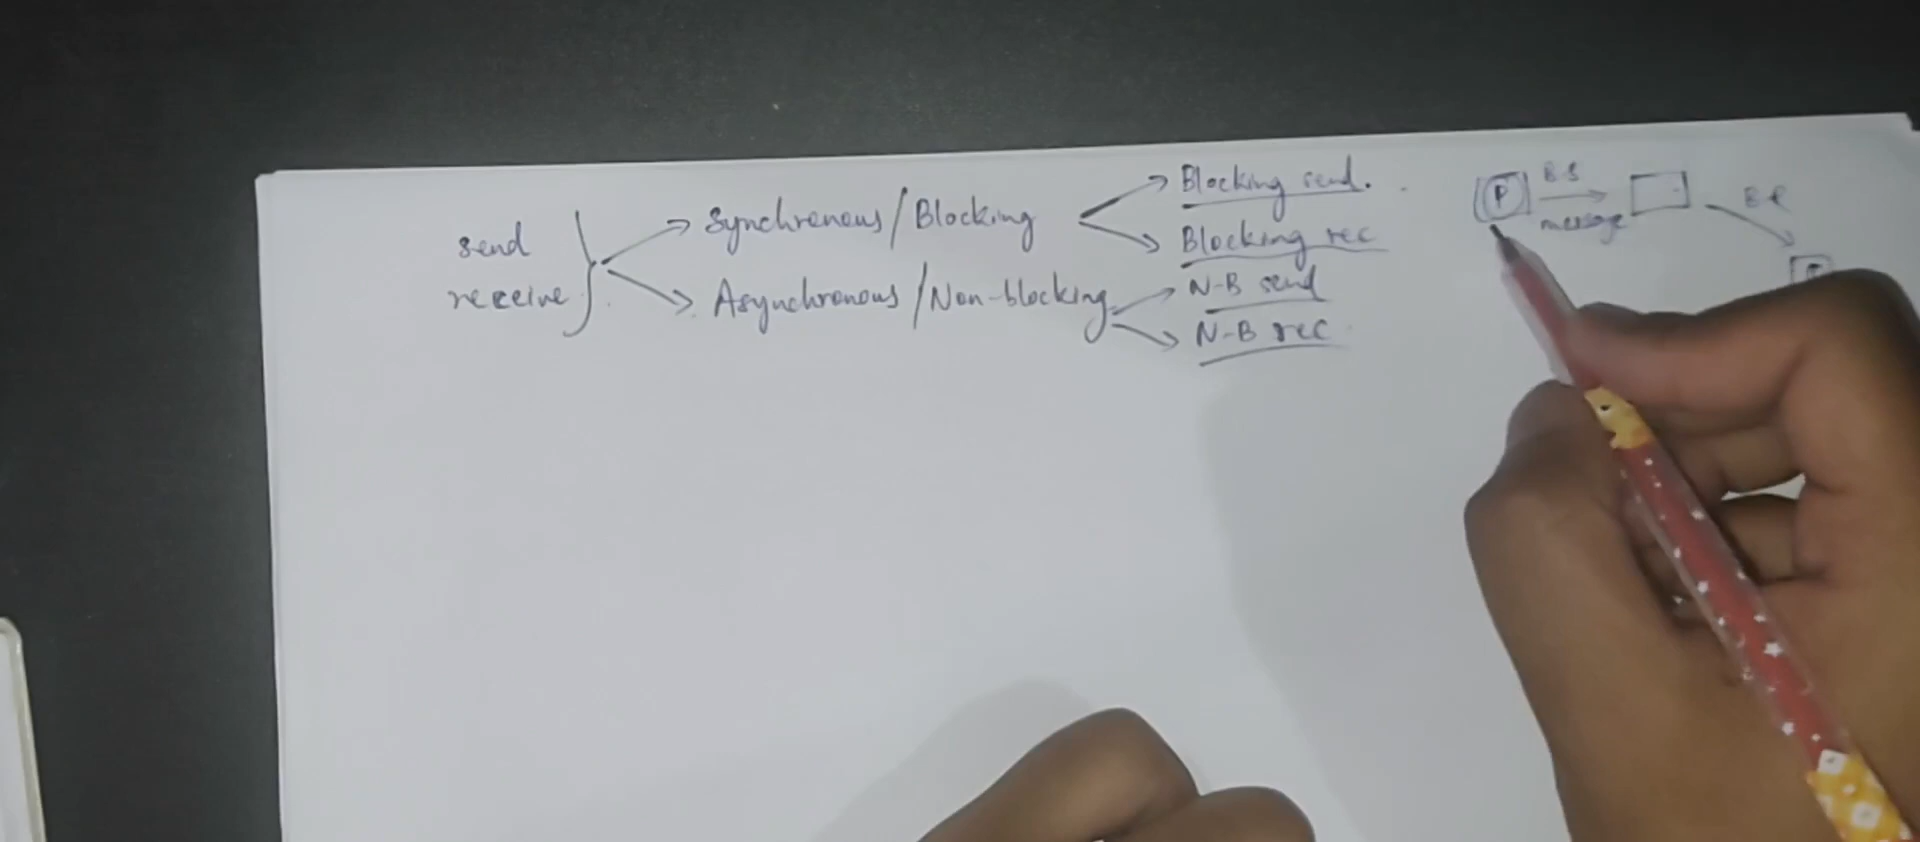 send
receive
Synchronous/Blocking
Asynchronous/Non-blocking
Blocking send.
Blocking rec
N-B send
N-B rec
P
B-S
message
B-R